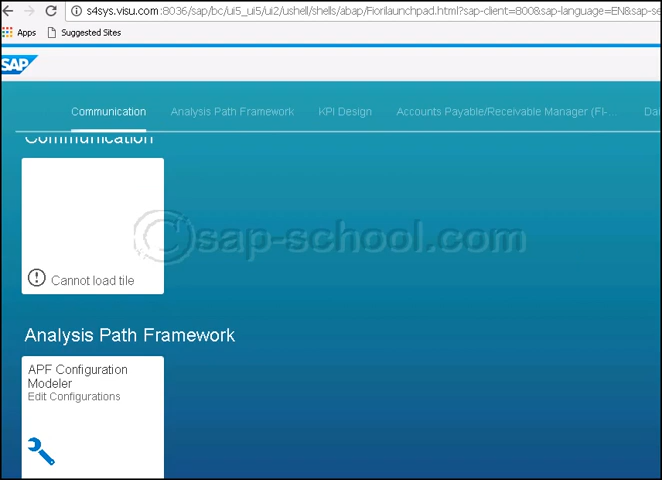 s4sys.visu.com:8036/sap/bc/ui5_ui5/ui2/ushell/shells/abap/Fiorilaunchpad.html?sap-client=800&sap-language=EN&sap-se
Apps
Suggested Sites
SAP
Communication
Analysis Path Framework
KPI Design
Accounts Payable/Receivable Manager (FI-...
Da
Communication
©sap-school.com
Cannot load tile
Analysis Path Framework
APF Configuration
Modeler
Edit Configurations